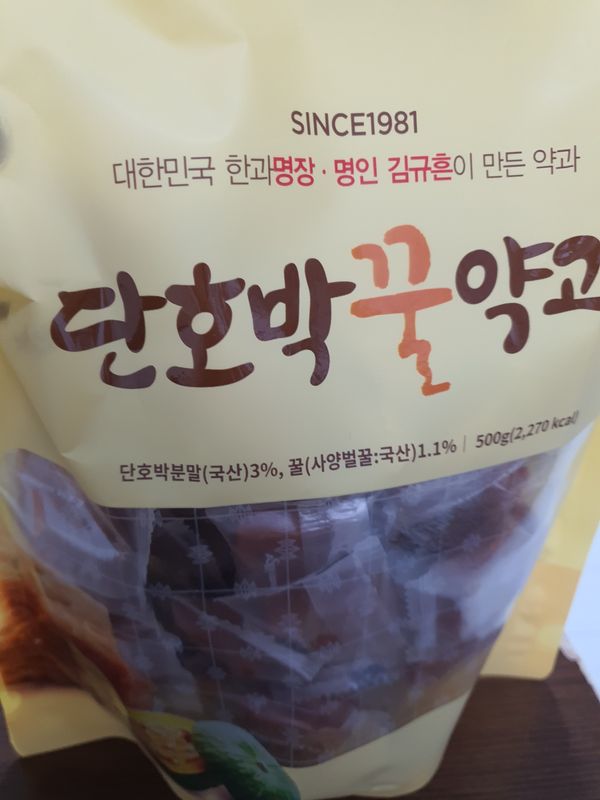 SINCE1981
대한민국 한과명장·명인 김규흔이 만든 약과
단호박꿀약과
단호박분말(국산)3%, 꿀(사양벌꿀:국산)1.1% | 500g(2,270 kcal)